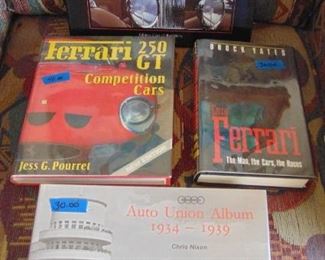 Ferrari 250
GT
Competition
Cars
Jess G. Pourret
BROCK YATES
Enzo
Ferrari
The Man, the Cars, the Races
30.00
Auto Union Album
1934 – 1939
Chris Nixon